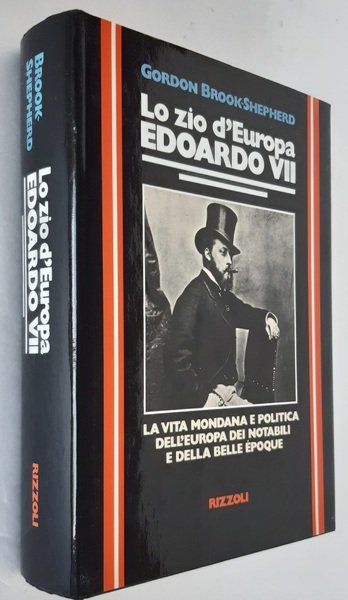 BROOK-
SHEPHERD
Lo zio d'Europa
EDOARDO VII
RIZZOLI
GORDON BROOK-SHEPHERD
Lo zio d'Europa
EDOARDO VII
LA VITA MONDANA E POLITICA
DELL'EUROPA DEI NOTABILI
E DELLA BELLE ÉPOQUE
RIZZOLI